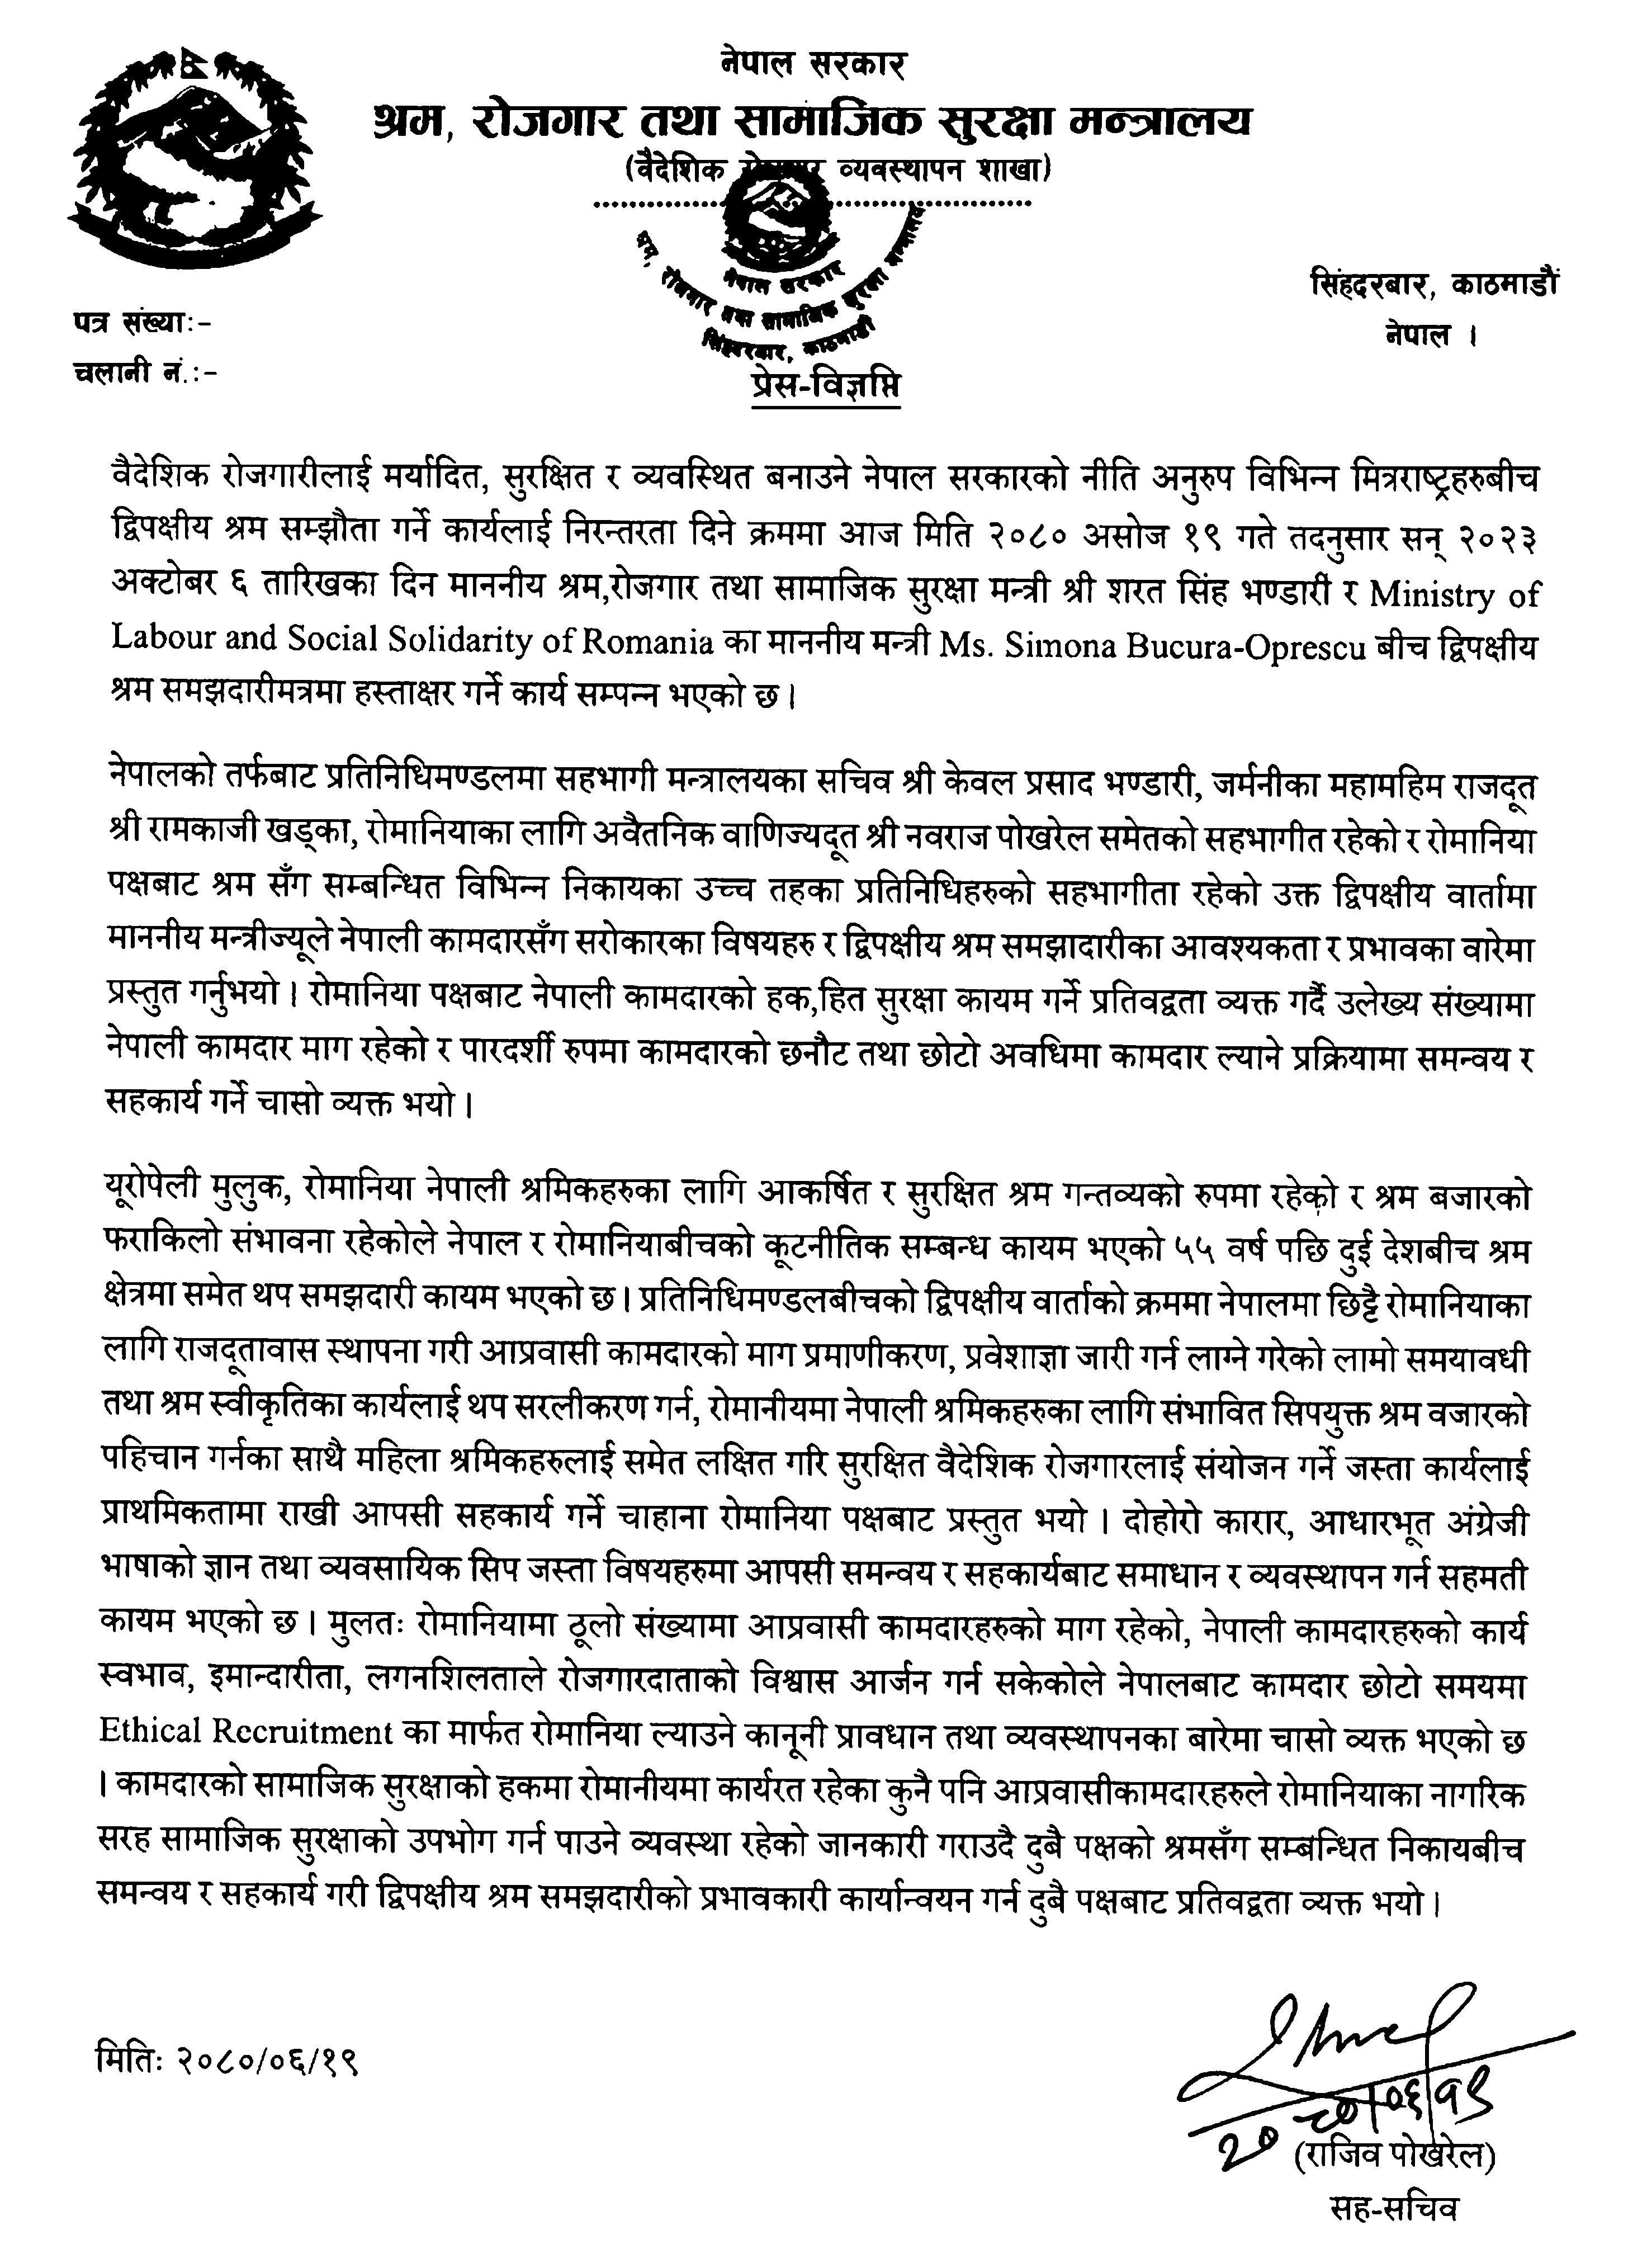 नेपाल सरकार
श्रम, रोजगार तथा सामाजिक सुरक्षा मन्त्रालय
(वैदेशिक रोजगार व्यवस्थापन शाखा)
नेपाल सरकार
श्रम, रोजगार तथा सामाजिक सुरक्षा मन्त्रालय
सिंहदरबार, काठमाडौं
सिंहदरबार, काठमाडौं
नेपाल ।
पत्र संख्या:-
चलानी नं.:-
प्रेस-विज्ञप्ति
वैदेशिक रोजगारीलाई मर्यादित, सुरक्षित र व्यवस्थित बनाउने नेपाल सरकारको नीति अनुरुप विभिन्न मित्रराष्ट्रहरुबीच
द्विपक्षीय श्रम सम्झौता गर्ने कार्यलाई निरन्तरता दिने क्रममा आज मिति २०८० असोज १९ गते तदनुसार सन् २०२३
अक्टोबर ६ तारिखका दिन माननीय श्रम,रोजगार तथा सामाजिक सुरक्षा मन्त्री श्री शरत सिंह भण्डारी र Ministry of
Labour and Social Solidarity of Romania का माननीय मन्त्री Ms. Simona Bucura-Oprescu बीच द्विपक्षीय
श्रम समझदारीमत्रमा हस्ताक्षर गर्ने कार्य सम्पन्न भएको छ।
नेपालको तर्फबाट प्रतिनिधिमण्डलमा सहभागी मन्त्रालयका सचिव श्री केवल प्रसाद भण्डारी, जर्मनीका महामहिम राजदूत
श्री रामकाजी खड्का, रोमानियाका लागि अवैतनिक वाणिज्यदूत श्री नवराज पोखरेल समेतको सहभागीत रहेको र रोमानिया
पक्षबाट श्रम सँग सम्बन्धित विभिन्न निकायका उच्च तहका प्रतिनिधिहरुको सहभागीता रहेको उक्त द्विपक्षीय वार्तामा
माननीय मन्त्रीज्यूले नेपाली कामदारसँग सरोकारका विषयहरु र द्विपक्षीय श्रम समझादारीका आवश्यकता र प्रभावका वारेमा
प्रस्तुत गर्नुभयो। रोमानिया पक्षबाट नेपाली कामदारको हक,हित सुरक्षा कायम गर्ने प्रतिवद्वता व्यक्त गर्दै उलेख्य संख्यामा
नेपाली कामदार माग रहेको र पारदर्शी रुपमा कामदारको छनौट तथा छोटो अवधिमा कामदार ल्याने प्रक्रियामा समन्वय र
सहकार्य गर्ने चासो व्यक्त भयो।
यूरोपेली मुलुक, रोमानिया नेपाली श्रमिकहरुका लागि आकर्षित र सुरक्षित श्रम गन्तव्यको रुपमा रहेको र श्रम बजारको
फराकिलो संभावना रहेकोले नेपाल र रोमानियाबीचको कूटनीतिक सम्बन्ध कायम भएको ५५ वर्ष पछि दुई देशबीच श्रम
क्षेत्रमा समेत थप समझदारी कायम भएको छ। प्रतिनिधिमण्डलबीचको द्विपक्षीय वार्ताको क्रममा नेपालमा छिट्टै रोमानियाका
लागि राजदूतावास स्थापना गरी आप्रवासी कामदारको माग प्रमाणीकरण, प्रवेशाज्ञा जारी गर्न लाग्ने गरेको लामो समयावधी
तथा श्रम स्वीकृतिका कार्यलाई थप सरलीकरण गर्न, रोमानीयमा नेपाली श्रमिकहरुका लागि संभावित सिपयुक्त श्रम वजारको
पहिचान गर्नका साथै महिला श्रमिकहरुलाई समेत लक्षित गरि सुरक्षित वैदेशिक रोजगारलाई संयोजन गर्ने जस्ता कार्यलाई
प्राथमिकतामा राखी आपसी सहकार्य गर्ने चाहाना रोमानिया पक्षबाट प्रस्तुत भयो। दोहोरो कारार, आधारभूत अंग्रेजी
भाषाको ज्ञान तथा व्यवसायिक सिप जस्ता विषयहरुमा आपसी समन्वय र सहकार्यबाट समाधान र व्यवस्थापन गर्न सहमती
कायम भएको छ। मुलतः रोमानियामा ठूलो संख्यामा आप्रवासी कामदारहरुको माग रहेको, नेपाली कामदारहरुको कार्य
स्वभाव, इमान्दारीता, लगनशिलताले रोजगारदाताको विश्वास आर्जन गर्न सकेकोले नेपालबाट कामदार छोटो समयमा
Ethical Recruitment का मार्फत रोमानिया ल्याउने कानूनी प्रावधान तथा व्यवस्थापनका बारेमा चासो व्यक्त भएको छ
। कामदारको सामाजिक सुरक्षाको हकमा रोमानीयमा कार्यरत रहेका कुनै पनि आप्रवासीकामदारहरुले रोमानियाका नागरिक
सरह सामाजिक सुरक्षाको उपभोग गर्न पाउने व्यवस्था रहेको जानकारी गराउदै दुबै पक्षको श्रमसँग सम्बन्धित निकायबीच
समन्वय र सहकार्य गरी द्विपक्षीय श्रम समझदारीको प्रभावकारी कार्यान्वयन गर्न दुबै पक्षबाट प्रतिवद्वता व्यक्त भयो।
मिति: २०८०/०६/१९
२०८०/०६/१९
(राजिव पोखरेल)
सह-सचिव